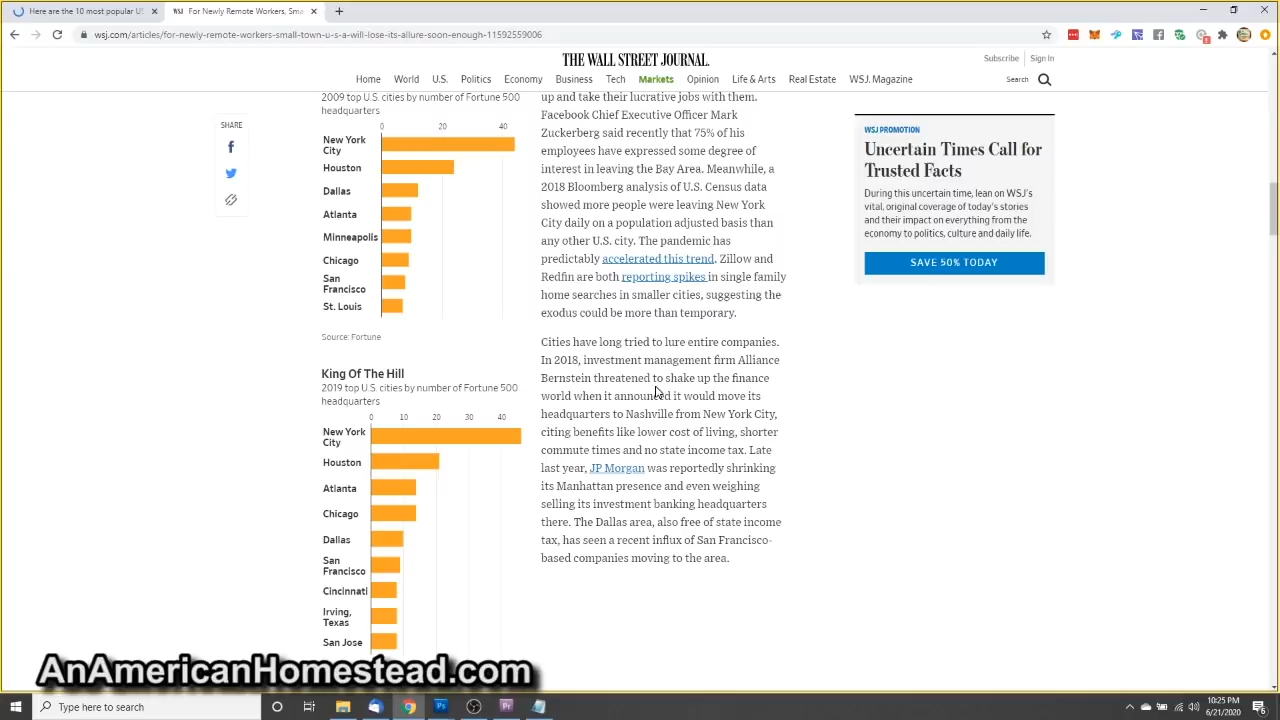 Here are the 10 most popular US
For Newly Remote Workers, Sma
wsj.com/articles/for-newly-remote-workers-small-town-u-s-a-will-lose-its-allure-soon-enough-11592559006
THE WALL STREET JOURNAL.
Subscribe
Sign In
Home World U.S. Politics Economy Business Tech Markets Opinion Life & Arts Real Estate WSJ. Magazine
Search
SHARE
2009 top U.S. cities by number of Fortune 500
headquarters
0 20 40
New York
City
Houston
Dallas
Atlanta
Minneapolis
Chicago
San
Francisco
St. Louis
Source: Fortune
King Of The Hill
2019 top U.S. cities by number of Fortune 500
headquarters
0 10 20 30 40
New York
City
Houston
Atlanta
Chicago
Dallas
San
Francisco
Cincinnati
Irving,
Texas
San Jose
up and take their lucrative jobs with them.
Facebook Chief Executive Officer Mark
Zuckerberg said recently that 75% of his
employees have expressed some degree of
interest in leaving the Bay Area. Meanwhile, a
2018 Bloomberg analysis of U.S. Census data
showed more people were leaving New York
City daily on a population adjusted basis than
any other U.S. city. The pandemic has
predictably accelerated this trend. Zillow and
Redfin are both reporting spikes in single family
home searches in smaller cities, suggesting the
exodus could be more than temporary.
Cities have long tried to lure entire companies.
In 2018, investment management firm Alliance
Bernstein threatened to shake up the finance
world when it announced it would move its
headquarters to Nashville from New York City,
citing benefits like lower cost of living, shorter
commute times and no state income tax. Late
last year, JP Morgan was reportedly shrinking
its Manhattan presence and even weighing
selling its investment banking headquarters
there. The Dallas area, also free of state income
tax, has seen a recent influx of San Francisco-
based companies moving to the area.
WSJ PROMOTION
Uncertain Times Call for
Trusted Facts
During this uncertain time, lean on WSJ's
vital, original coverage of today's stories
and their impact on everything from the
economy to politics, culture and daily life.
SAVE 50% TODAY
AnAmericanHomestead.com
Type here to search
10:25 PM
6/21/2020